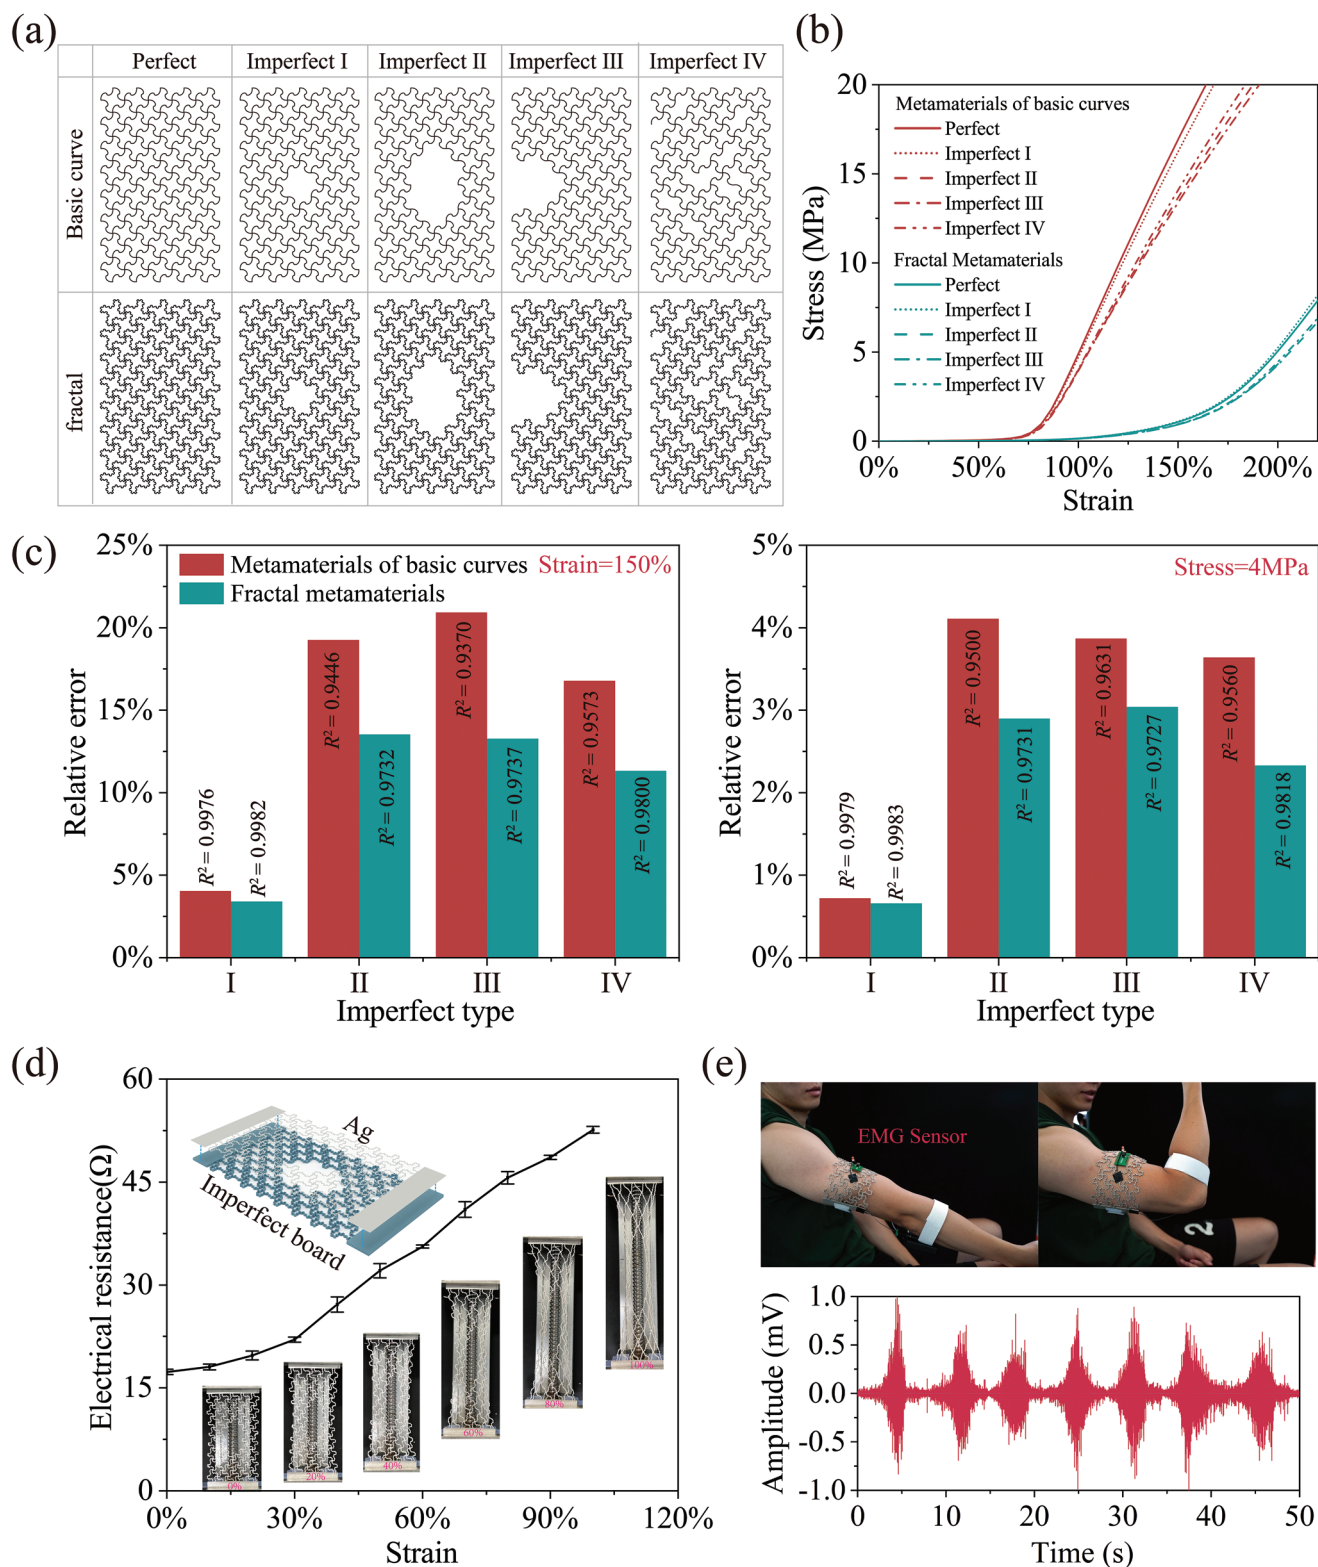 (a)
Perfect Imperfect I Imperfect II Imperfect III Imperfect IV
Basic curve
fractal
(b)
Stress (MPa)
20
15
10
5
0
Metamaterials of basic curves
Perfect
Imperfect I
Imperfect II
Imperfect III
Imperfect IV
Fractal Metamaterials
Perfect
Imperfect I
Imperfect II
Imperfect III
Imperfect IV
0% 50% 100% 150% 200%
Strain
(c)
Relative error
25%
20%
15%
10%
5%
0%
Metamaterials of basic curves Strain=150%
Fractal metamaterials
R² = 0.9976
R² = 0.9982
R² = 0.9446
R² = 0.9732
R² = 0.9370
R² = 0.9737
R² = 0.9573
R² = 0.9800
I II III IV
Imperfect type
Relative error
5%
4%
3%
2%
1%
0%
Stress=4MPa
R² = 0.9979
R² = 0.9983
R² = 0.9500
R² = 0.9731
R² = 0.9631
R² = 0.9727
R² = 0.9560
R² = 0.9818
I II III IV
Imperfect type
(d)
Electrical resistance(Ω)
60
45
30
15
0
Ag
Imperfect board
0%
20%
40%
60%
80%
100%
0% 30% 60% 90% 120%
Strain
(e)
EMG Sensor
2
Amplitude (mV)
1.0
0.5
0.0
-0.5
-1.0
0 10 20 30 40 50
Time (s)